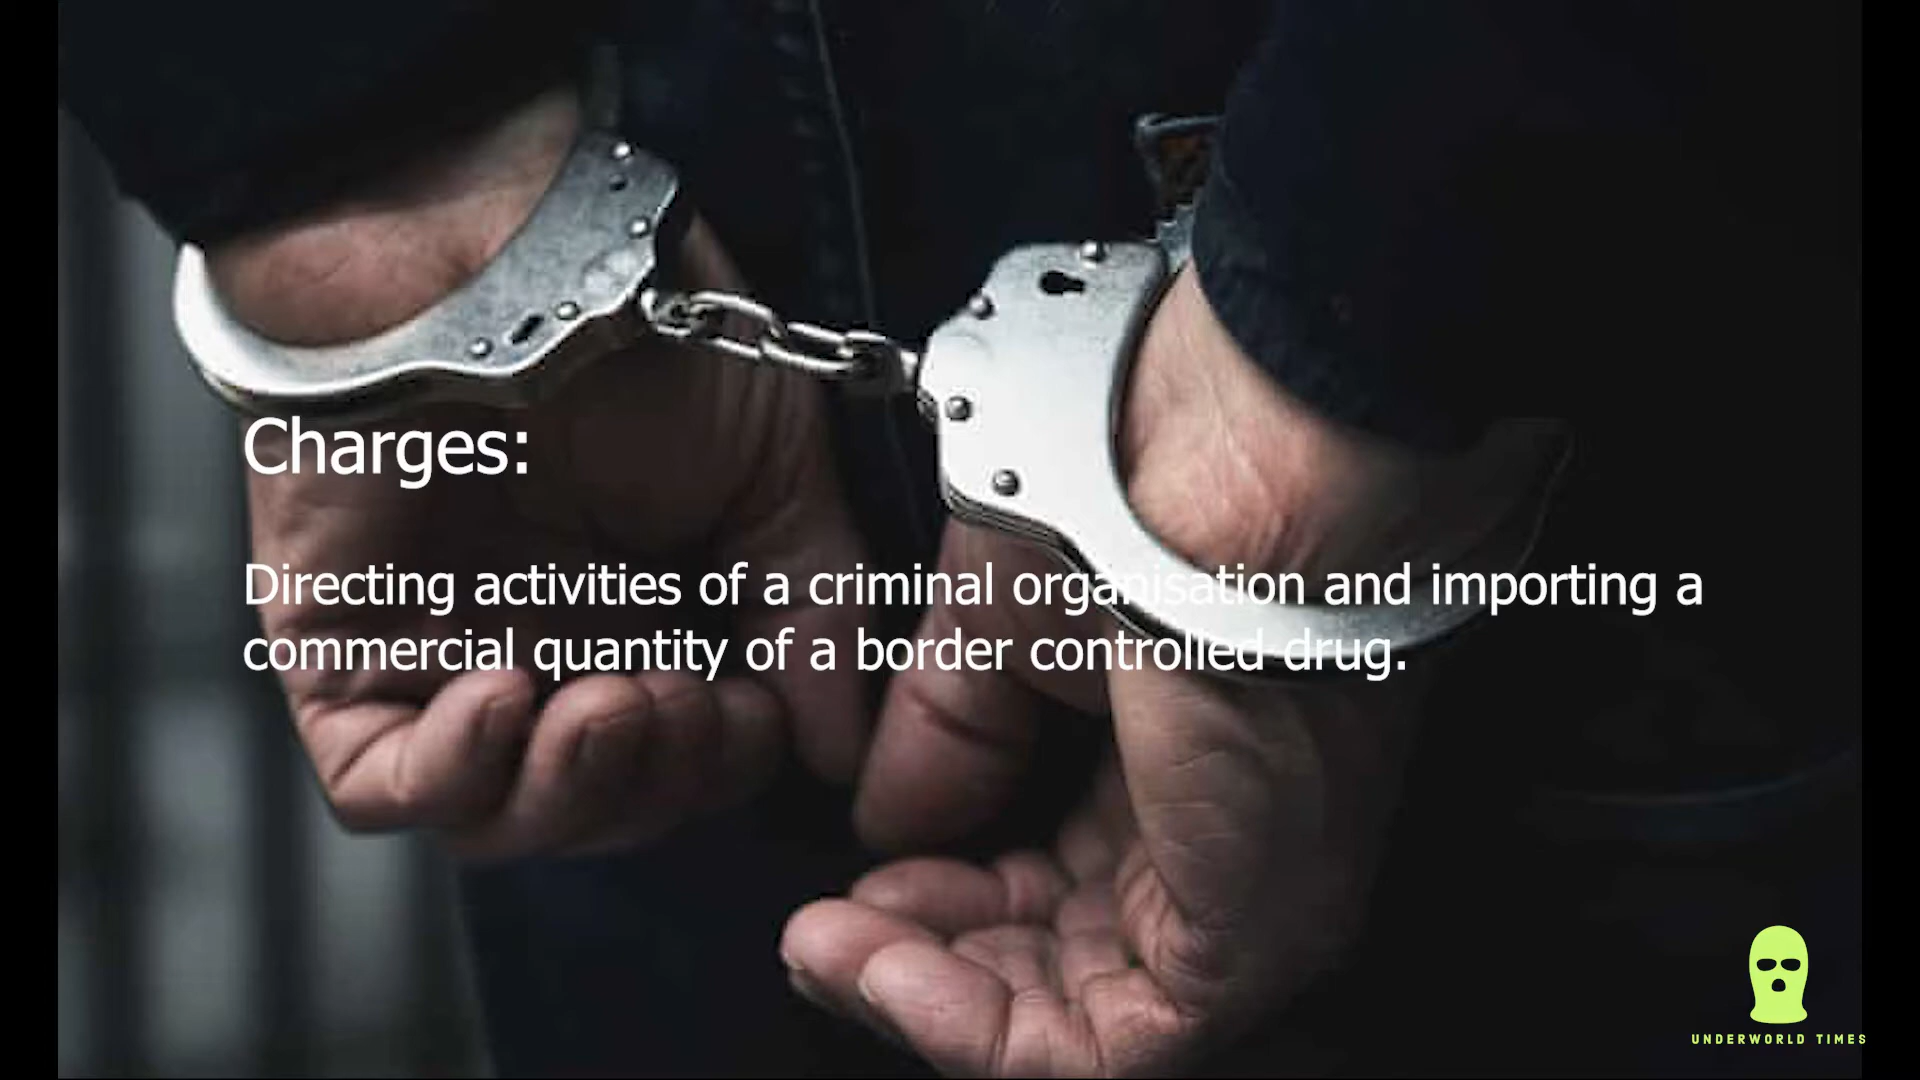 Charges:
Directing activities of a criminal organisation and importing a
commercial quantity of a border controlled drug.
UNDERWORLD TIMES